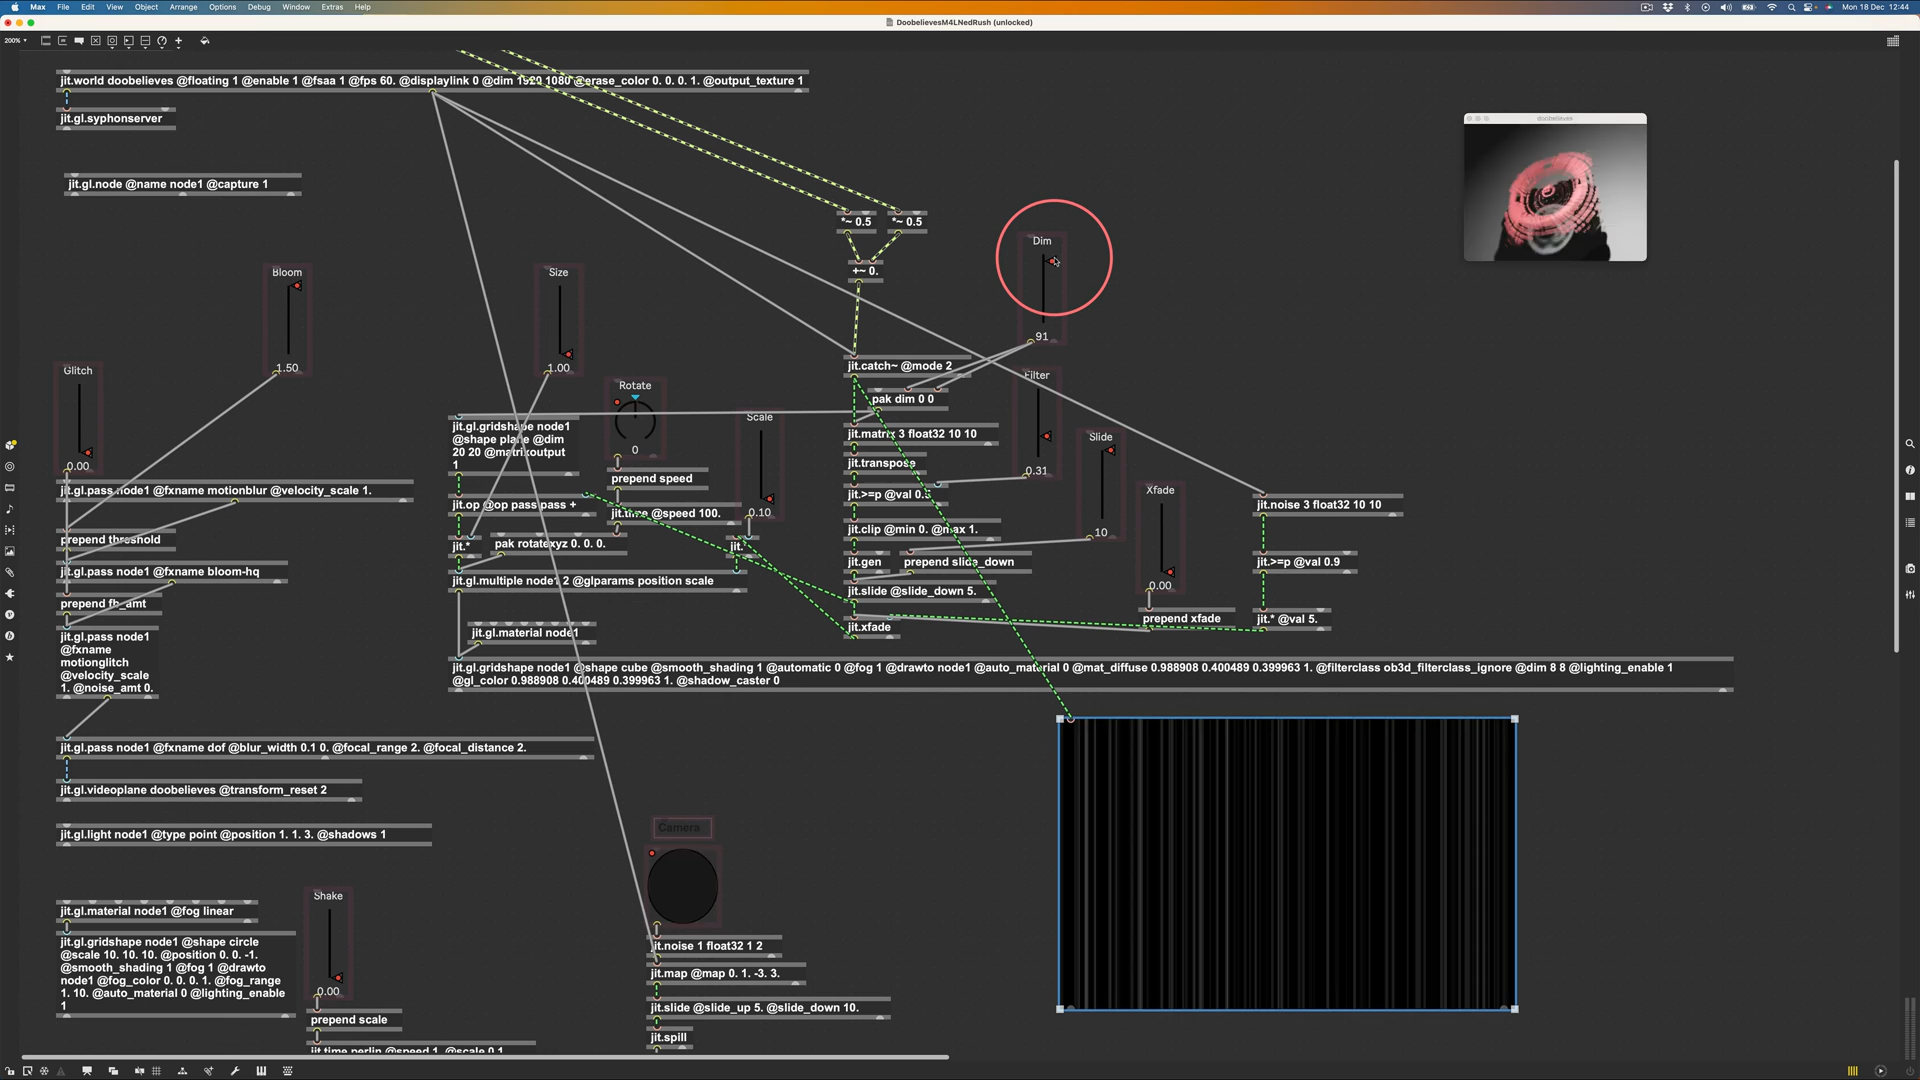 Max File Edit View Object Arrange Options Debug Window Extras Help
Mon 18 Dec 12:44
DoobelievesM4LNedRush (unlocked)
200%
jit.world doobelieves @floating 1 @enable 1 @fsaa 1 @fps 60. @displaylink 0 @dim 1920 1080 @erase_color 0. 0. 0. 1. @output_texture 1
jit.gl.syphonserver
doobelieves
jit.gl.node @name node1 @capture 1
*~ 0.5
*~ 0.5
Dim
91
+~ 0.
Bloom
1.50
Size
1.00
Glitch
0.00
Rotate
0
Scale
0.10
jit.catch~ @mode 2
pak dim 0 0
Filter
0.31
jit.matrix 3 float32 10 10
jit.transpose
jit.>=p @val 0.5
jit.clip @min 0. @max 1.
Slide
10
jit.gen
prepend slide_down
jit.slide @slide_down 5.
jit.xfade
Xfade
0.00
prepend xfade
jit.noise 3 float32 10 10
jit.>=p @val 0.9
jit.* @val 5.
jit.gl.gridshape node1
@shape plane @dim
20 20 @matrixoutput
1
prepend speed
jit.time @speed 100.
jit.op @op pass pass +
jit.*
pak rotatexyz 0. 0. 0.
jit.
jit.gl.multiple node1 2 @glparams position scale
jit.gl.material node1
jit.gl.gridshape node1 @shape cube @smooth_shading 1 @automatic 0 @fog 1 @drawto node1 @auto_material 0 @mat_diffuse 0.988908 0.400489 0.399963 1. @filterclass ob3d_filterclass_ignore @dim 8 8 @lighting_enable 1
@gl_color 0.988908 0.400489 0.399963 1. @shadow_caster 0
jit.gl.pass node1 @fxname motionblur @velocity_scale 1.
prepend threshold
jit.gl.pass node1 @fxname bloom-hq
prepend fb_amt
jit.gl.pass node1
@fxname
motionglitch
@velocity_scale
1. @noise_amt 0.
jit.gl.pass node1 @fxname dof @blur_width 0.1 0. @focal_range 2. @focal_distance 2.
jit.gl.videoplane doobelieves @transform_reset 2
jit.gl.light node1 @type point @position 1. 1. 3. @shadows 1
Camera
jit.noise 1 float32 1 2
jit.map @map 0. 1. -3. 3.
jit.slide @slide_up 5. @slide_down 10.
jit.spill
Shake
0.00
prepend scale
jit.time.perlin @speed 1. @scale 0.1
jit.gl.material node1 @fog linear
jit.gl.gridshape node1 @shape circle
@scale 10. 10. 10. @position 0. 0. -1.
@smooth_shading 1 @fog 1 @drawto
node1 @fog_color 0. 0. 0. 1. @fog_range
1. 10. @auto_material 0 @lighting_enable
1